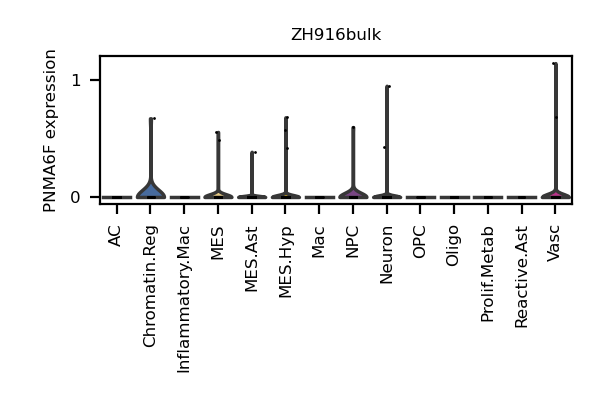 ZH916bulk
PNMA6F expression
1
0
AC
Chromatin.Reg
Inflammatory.Mac
MES
MES.Ast
MES.Hyp
Mac
NPC
Neuron
OPC
Oligo
Prolif.Metab
Reactive.Ast
Vasc